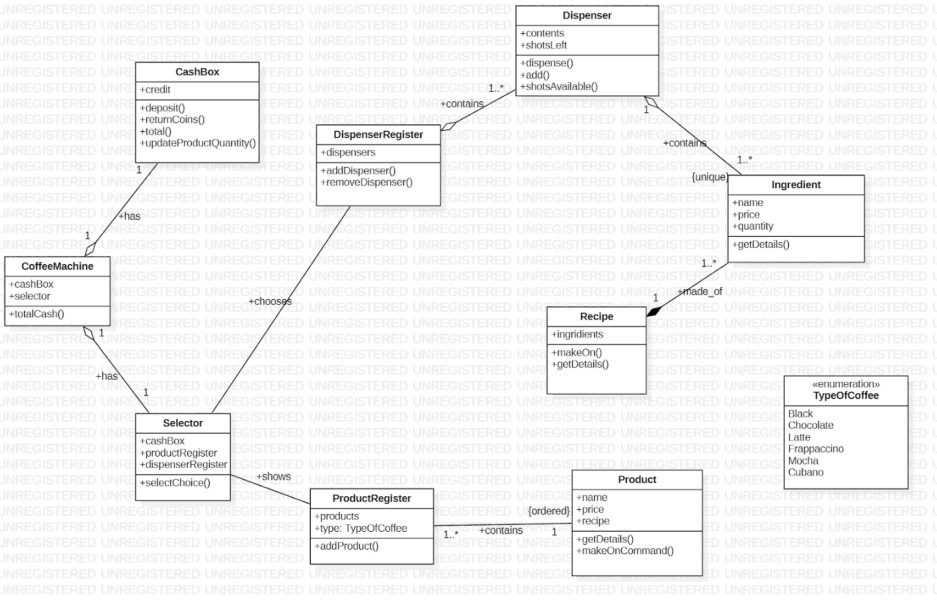 Dispenser
+contents
+shotsLeft
+dispense()
+add()
+shotsAvailable()
CashBox
+credit
+deposit()
+returnCoins()
+total()
+updateProductQuantity()
1..*
+contains
1
DispenserRegister
+dispensers
+addDispenser()
+removeDispenser()
+contains
1..*
{unique}
Ingredient
+name
+price
+quantity
+getDetails()
1
+has
1
CoffeeMachine
+cashBox
+selector
+totalCash()
1
+has
1
+chooses
1..*
+made_of
1
Recipe
+ingridients
+makeOn()
+getDetails()
«enumeration»
TypeOfCoffee
Black
Chocolate
Latte
Frappaccino
Mocha
Cubano
Selector
+cashBox
+productRegister
+dispenserRegister
+selectChoice()
+shows
ProductRegister
+products
+type: TypeOfCoffee
+addProduct()
1..*
+contains
1
{ordered}
Product
+name
+price
+recipe
+getDetails()
+makeOnCommand()
UNREGISTERED